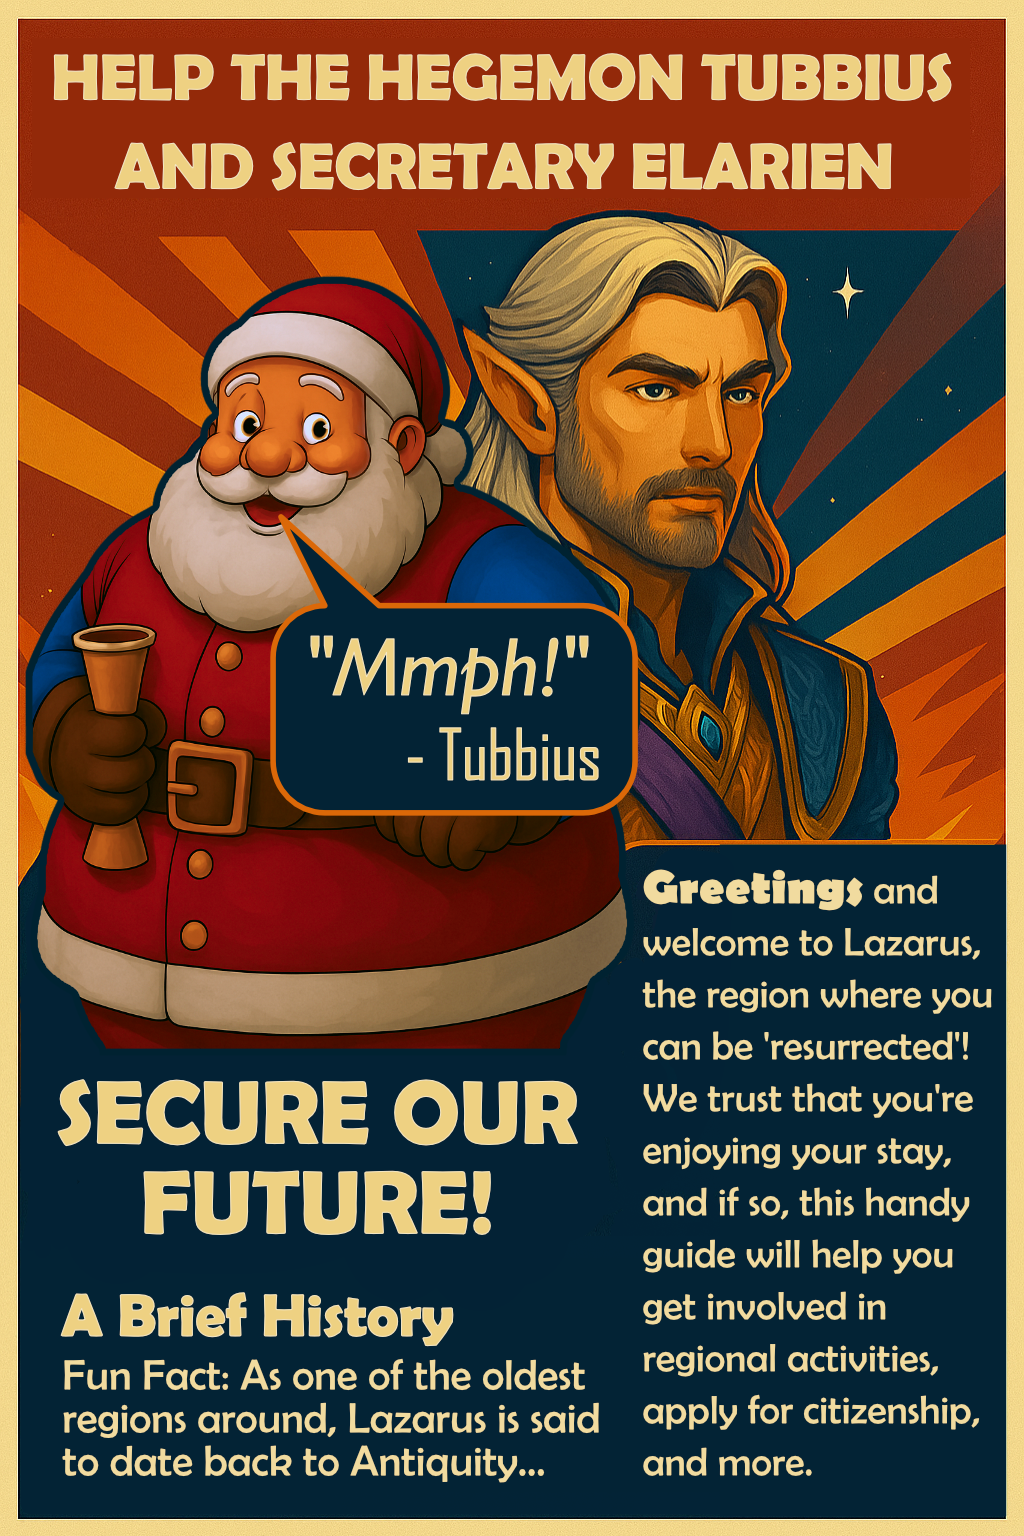 HELP THE HEGEMON TUBBIUS
AND SECRETARY ELARIEN
"Mmph!"
- Tubbius
SECURE OUR
FUTURE!
A Brief History
Fun Fact: As one of the oldest
regions around, Lazarus is said
to date back to Antiquity...
Greetings and
welcome to Lazarus,
the region where you
can be 'resurrected'!
We trust that you're
enjoying your stay,
and if so, this handy
guide will help you
get involved in
regional activities,
apply for citizenship,
and more.